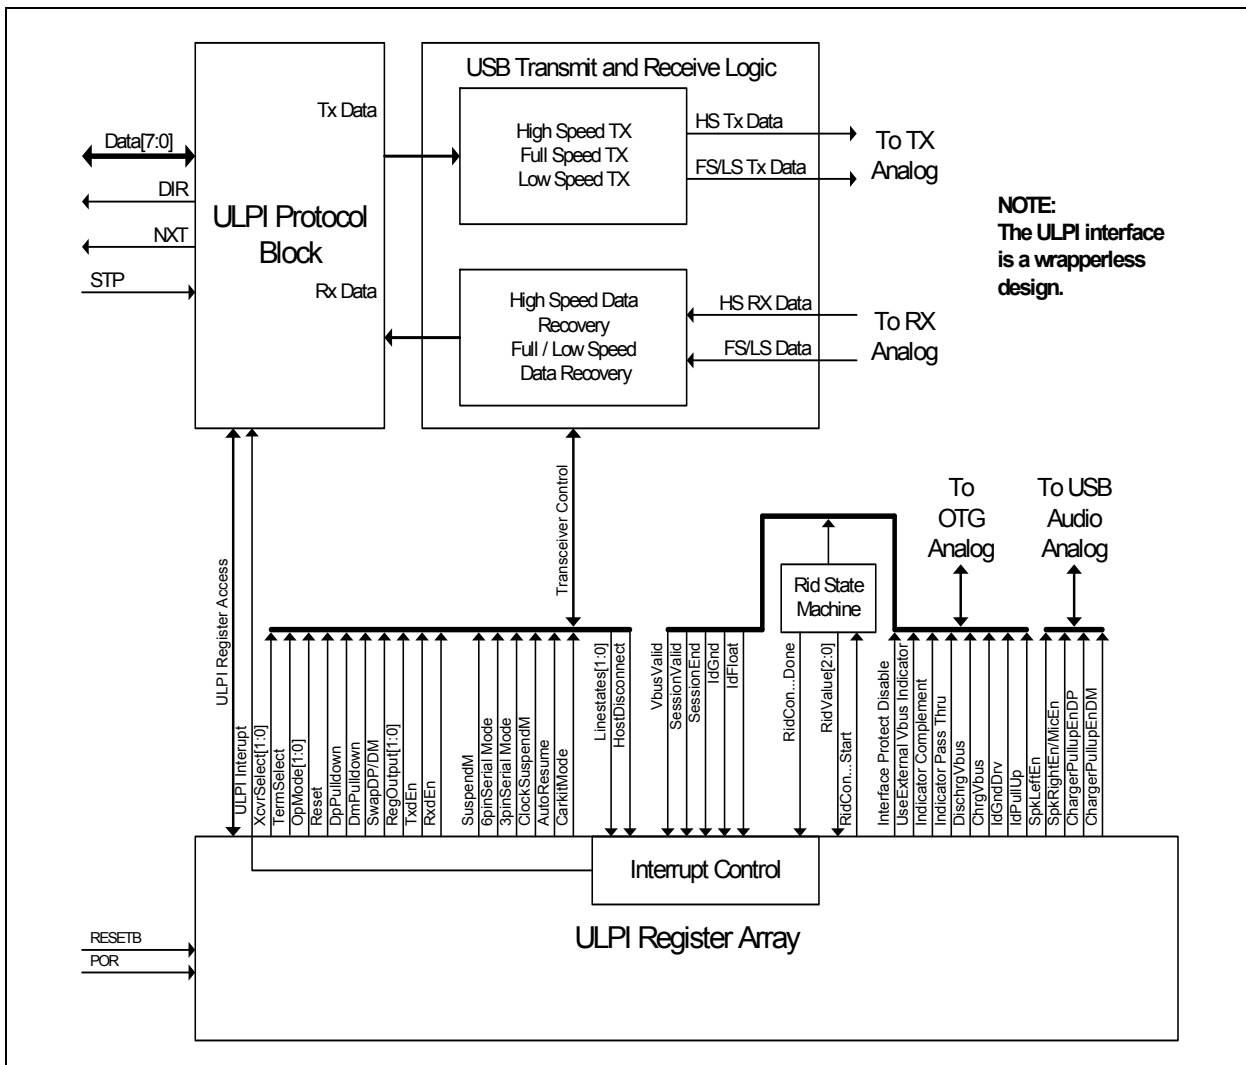 USB Transmit and Receive Logic
Tx Data
High Speed TX
Full Speed TX
Low Speed TX
HS Tx Data
FS/LS Tx Data
To TX
Analog
Data[7:0]
DIR
NXT
STP
ULPI Protocol
Block
Rx Data
High Speed Data
Recovery
Full / Low Speed
Data Recovery
HS RX Data
FS/LS Data
To RX
Analog
NOTE:
The ULPI interface
is a wrapperless
design.
ULPI Register Access
Transceiver Control
To
OTG
Analog
To USB
Audio
Analog
Rid State
Machine
ULPI Interupt
XcvrSelect[1:0]
TermSelect
OpMode[1:0]
Reset
DpPulldown
DmPulldown
SwapDP/DM
RegOutput[1:0]
TxdEn
RxdEn
SuspendM
6pinSerial Mode
3pinSerial Mode
ClockSuspendM
AutoResume
CarkitMode
Linestates[1:0]
HostDisconnect
VbusValid
SessionValid
SessionEnd
IdGnd
IdFloat
RidCon...Done
RidValue[2:0]
RidCon...Start
Interface Protect Disable
UseExternal Vbus Indicator
Indicator Complement
Indicator Pass Thru
DischrgVbus
ChrgVbus
IdGndDrv
IdPullUp
SpkLeftEn
SpkRightEn/MicEn
ChargerPullupEnDP
ChargerPullupEnDM
Interrupt Control
ULPI Register Array
RESETB
POR